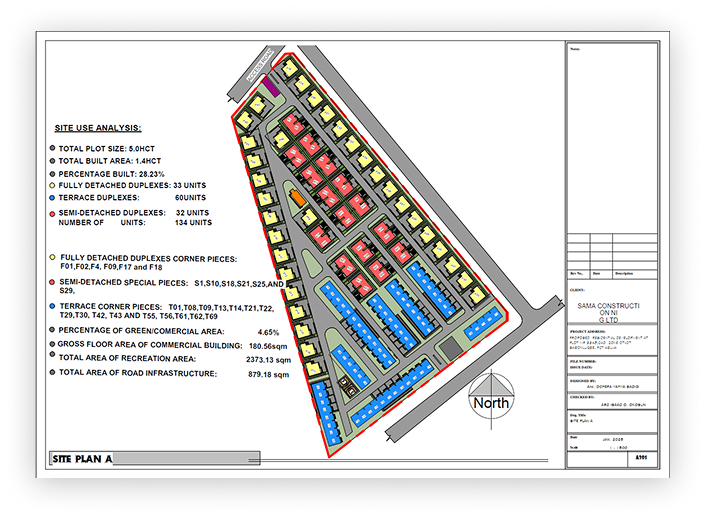 ACCESS ROAD
SITE USE ANALYSIS:
TOTAL PLOT SIZE: 5.0HCT
TOTAL BUILT AREA: 1.4HCT
PERCENTAGE BUILT: 28.23%
FULLY DETACHED DUPLEXES: 33 UNITS
TERRACE DUPLEXES: 60UNITS
SEMI-DETACHED DUPLEXES: 32 UNITS
NUMBER OF UNITS: 134 UNITS
FULLY DETACHED DUPLEXES CORNER PIECES:
F01,F02,F4, F09,F17 and F18
SEMI-DETACHED SPECIAL PIECES: S1,S10,S18,S21,S25,AND
S29,
TERRACE CORNER PIECES: T01,T08,T09,T13,T14,T21,T22,
T29,T30, T42, T43 AND T55, T56,T61,T62,T69
PERCENTAGE OF GREEN/COMERCIAL AREA: 4.65%
GROSS FLOOR AREA OF COMMERCIAL BUILDING: 180.56sqm
TOTAL AREA OF RECREATION AREA: 2373.13 sqm
TOTAL AREA OF ROAD INFRASTRUCTURE: 879.18 sqm
North
SITE PLAN A
Notes:
Rev No. Date Description
CLIENT:
SAMA CONSTRUCTI
ON NI
G LTD
PROJECT ADDRESS:
FILE NUMBER:
ISSUE DATE:
DESIGNED BY:
CHECKED BY:
Drg. Title
SITE PLAN A
Date
JAN. 2025
Scale
A101